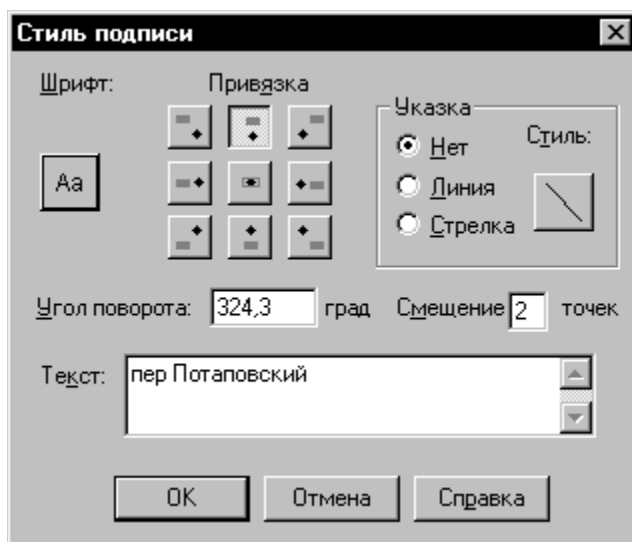 Стиль подписи
Шрифт: Привязка
Указка
Нет Стиль:
Aa Линия
Стрелка
Угол поворота: 324,3 град Смещение 2 точек
Текст: пер Потаповский
OK Отмена Справка